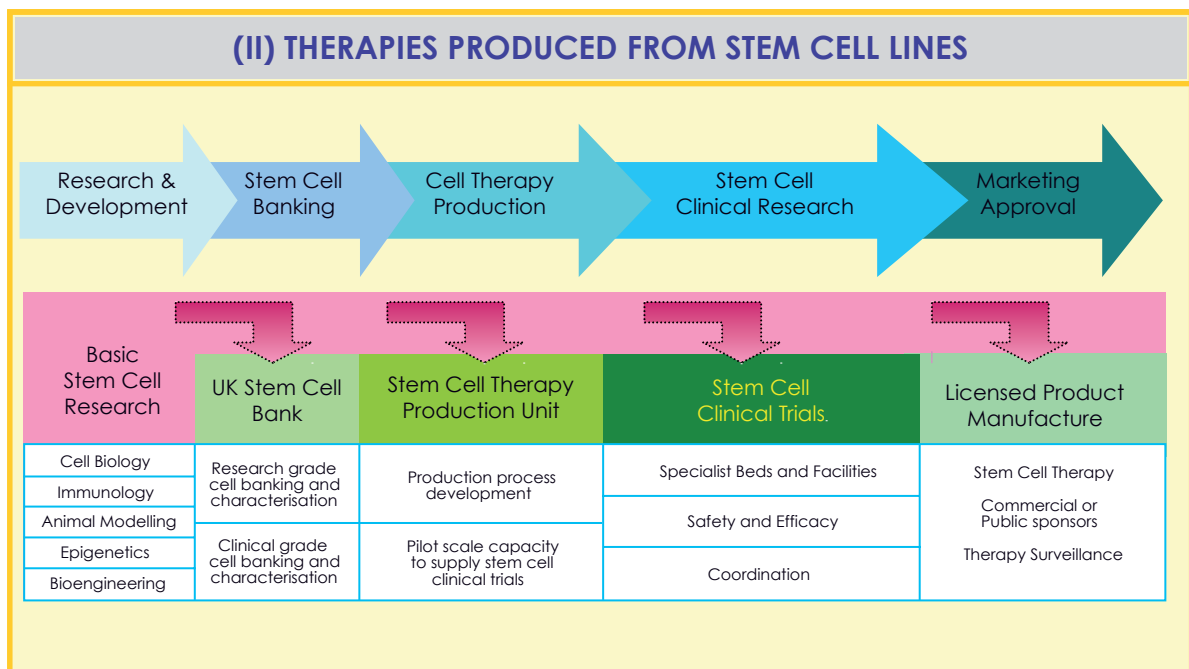 (II) THERAPIES PRODUCED FROM STEM CELL LINES
Research &
Development
Stem Cell
Banking
Cell Therapy
Production
Stem Cell
Clinical Research
Marketing
Approval
Basic
Stem Cell
Research
UK Stem Cell
Bank
Stem Cell Therapy
Production Unit
Stem Cell
Clinical Trials.
Licensed Product
Manufacture
Cell Biology
Immunology
Animal Modelling
Epigenetics
Bioengineering
Research grade
cell banking and
characterisation
Clinical grade
cell banking and
characterisation
Production process
development
Pilot scale capacity
to supply stem cell
clinical trials
Specialist Beds and Facilities
Safety and Efficacy
Coordination
Stem Cell Therapy
Commercial or
Public sponsors
Therapy Surveillance